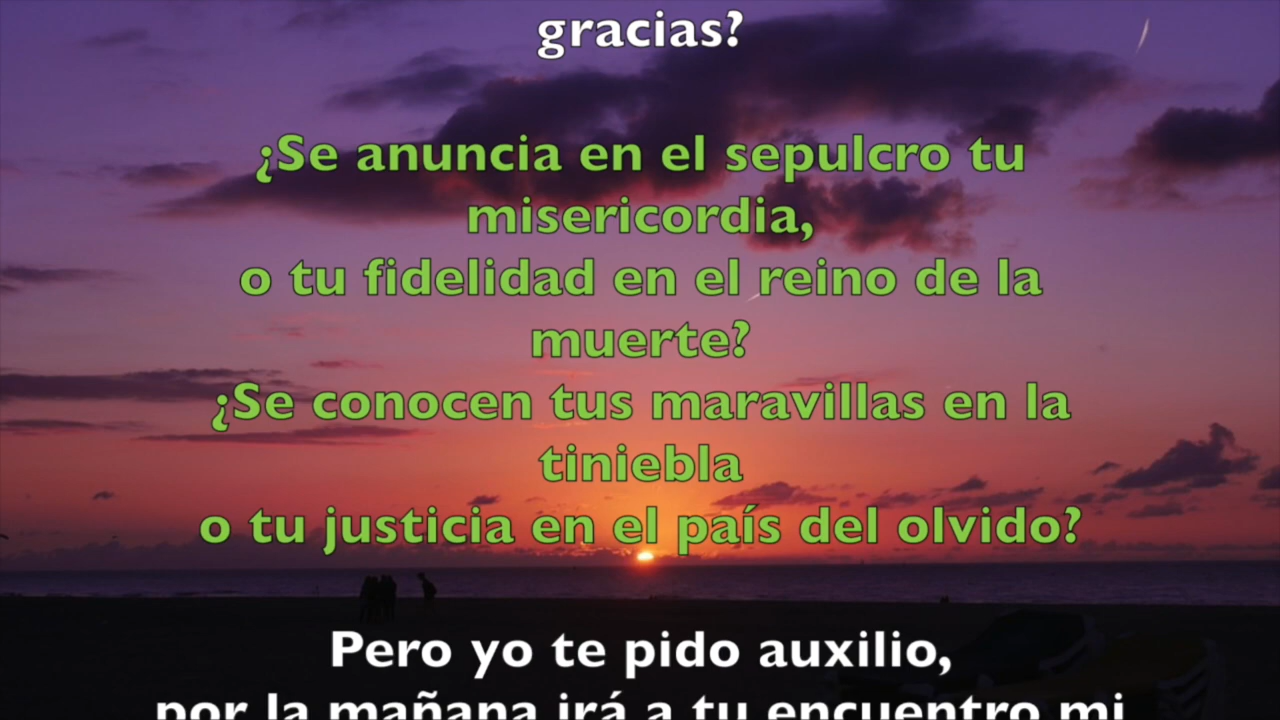 gracias?
¿Se anuncia en el sepulcro tu
misericordia,
o tu fidelidad en el reino de la
muerte?
¿Se conocen tus maravillas en la
tiniebla
o tu justicia en el país del olvido?
Pero yo te pido auxilio,
por la mañana irá a tu encuentro mi